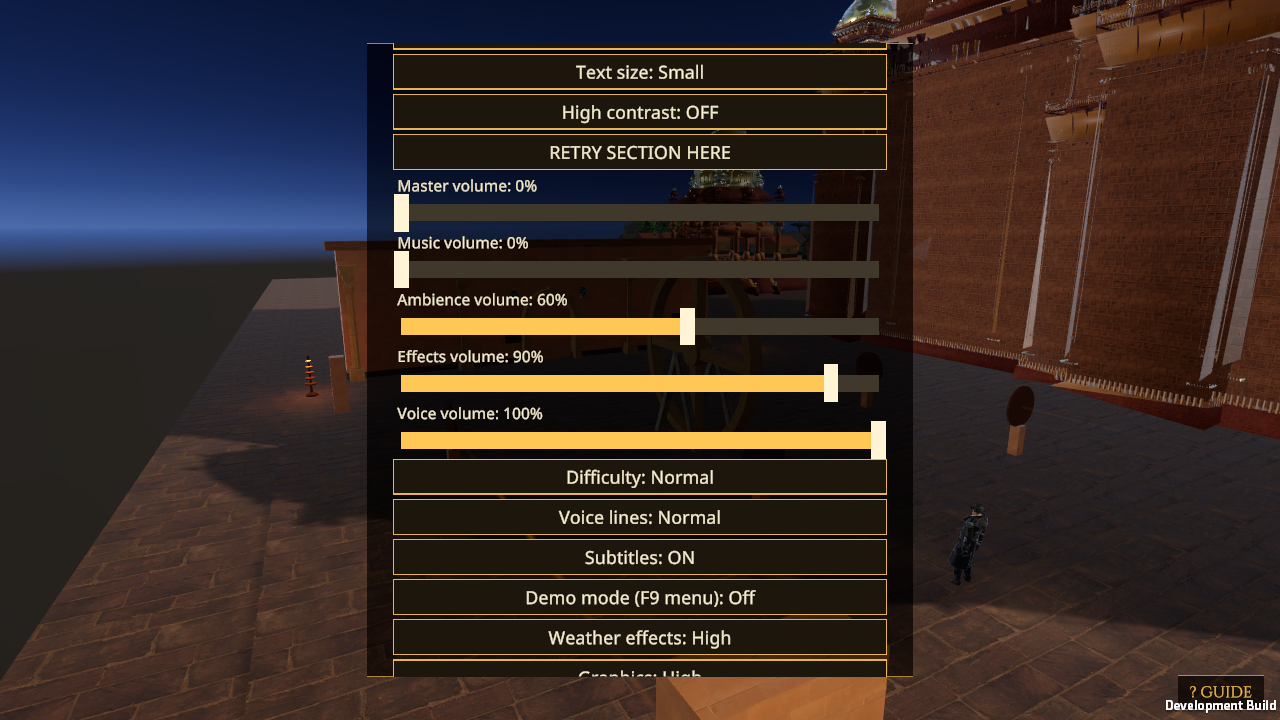 Text size: Small
High contrast: OFF
RETRY SECTION HERE
Master volume: 0%
Music volume: 0%
Ambience volume: 60%
Effects volume: 90%
Voice volume: 100%
Difficulty: Normal
Voice lines: Normal
Subtitles: ON
Demo mode (F9 menu): Off
Weather effects: High
Graphics: High
? GUIDE
Development Build